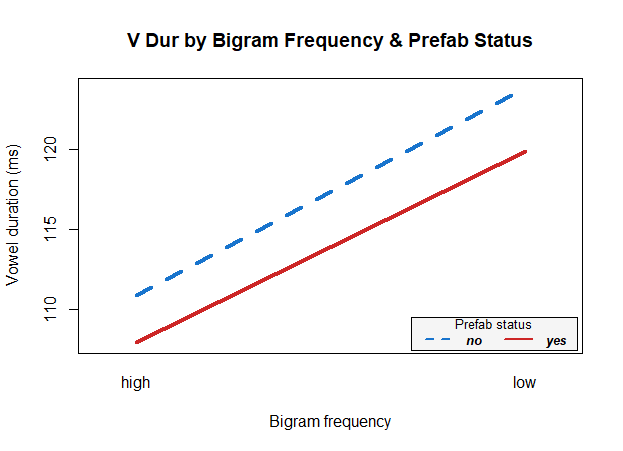 V Dur by Bigram Frequency & Prefab Status
Vowel duration (ms)
120
115
110
Prefab status
no yes
high low
Bigram frequency